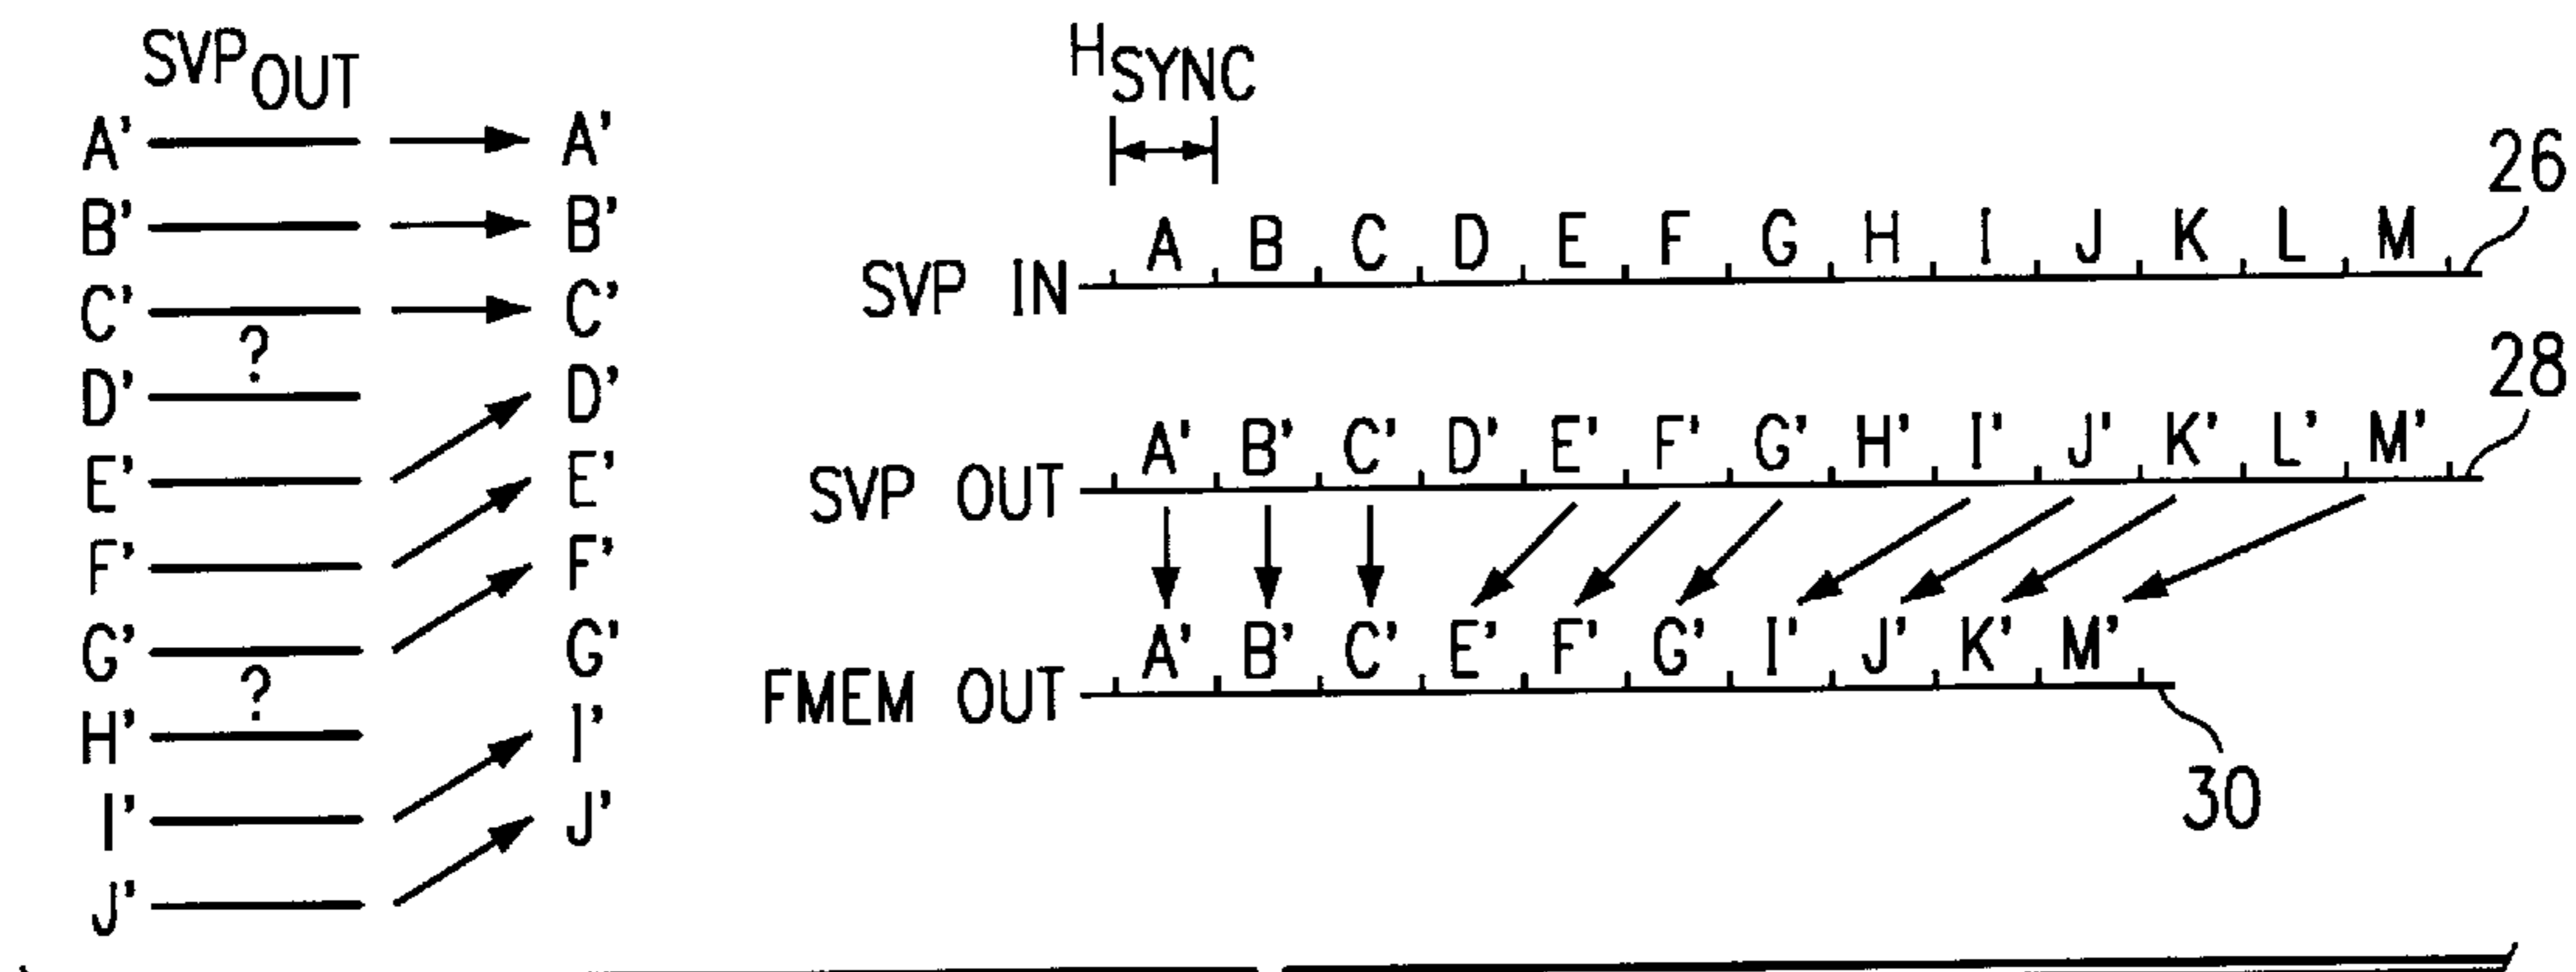 SVPOUT
A' A'
B' B'
C' C'
?
D' D'
E' E'
F' F'
G' G'
?
H' I'
I' J'
J'
HSYNC
26
A B C D E F G H I J K L M
SVP IN
28
A' B' C' D' E' F' G' H' I' J' K' L' M'
SVP OUT
A' B' C' E' F' G' I' J' K' M'
FMEM OUT
30